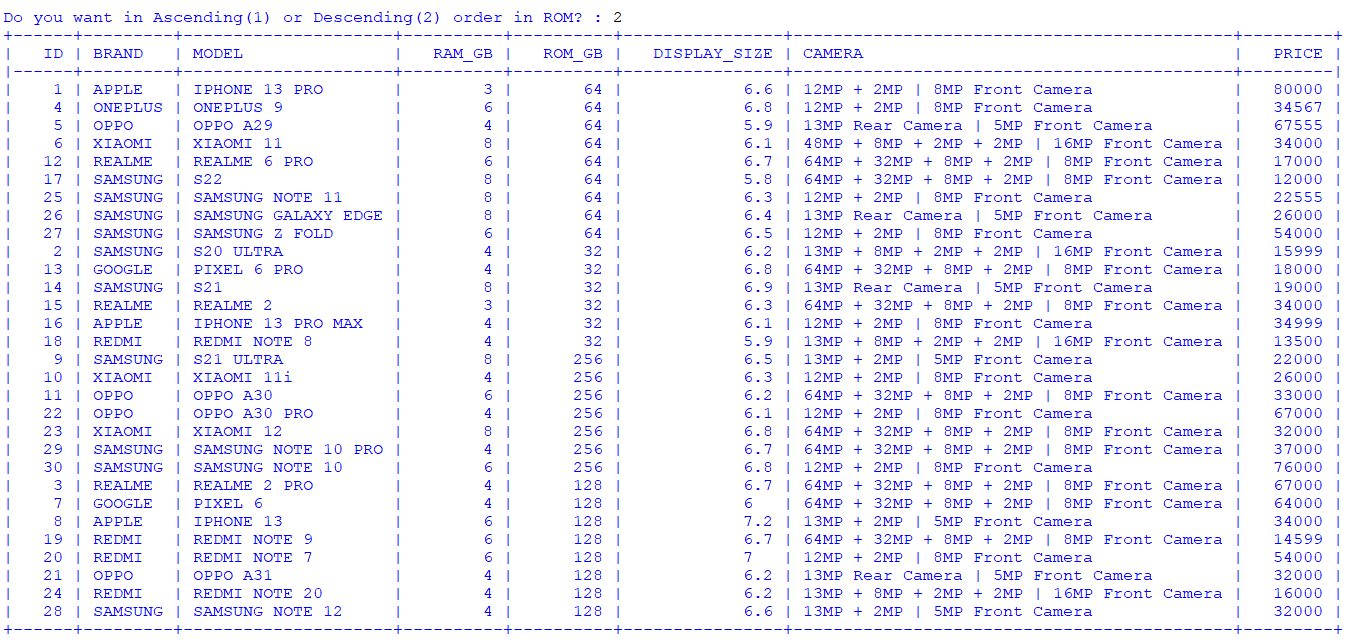 Do you want in Ascending(1) or Descending(2) order in ROM? : 2
+------+----------+----------------------+-----------+-----------+-----------------+---------------------------------------------+----------+
|   ID | BRAND    | MODEL                |    RAM_GB |    ROM_GB |    DISPLAY_SIZE | CAMERA                                      |    PRICE |
|------+----------+----------------------+-----------+-----------+-----------------+---------------------------------------------+----------|
|    1 | APPLE    | IPHONE 13 PRO        |         3 |        64 |             6.6 | 12MP + 2MP | 8MP Front Camera               |    80000 |
|    4 | ONEPLUS  | ONEPLUS 9            |         6 |        64 |             6.8 | 12MP + 2MP | 8MP Front Camera               |    34567 |
|    5 | OPPO     | OPPO A29             |         4 |        64 |             5.9 | 13MP Rear Camera | 5MP Front Camera         |    67555 |
|    6 | XIAOMI   | XIAOMI 11            |         8 |        64 |             6.1 | 48MP + 8MP + 2MP + 2MP | 16MP Front Camera  |    34000 |
|   12 | REALME   | REALME 6 PRO         |         6 |        64 |             6.7 | 64MP + 32MP + 8MP + 2MP | 8MP Front Camera  |    17000 |
|   17 | SAMSUNG  | S22                  |         8 |        64 |             5.8 | 64MP + 32MP + 8MP + 2MP | 8MP Front Camera  |    12000 |
|   25 | SAMSUNG  | SAMSUNG NOTE 11      |         8 |        64 |             6.3 | 12MP + 2MP | 8MP Front Camera               |    22555 |
|   26 | SAMSUNG  | SAMSUNG GALAXY EDGE  |         8 |        64 |             6.4 | 13MP Rear Camera | 5MP Front Camera         |    26000 |
|   27 | SAMSUNG  | SAMSUNG Z FOLD       |         6 |        64 |             6.5 | 12MP + 2MP | 8MP Front Camera               |    54000 |
|    2 | SAMSUNG  | S20 ULTRA            |         4 |        32 |             6.2 | 13MP + 8MP + 2MP + 2MP | 16MP Front Camera  |    15999 |
|   13 | GOOGLE   | PIXEL 6 PRO          |         4 |        32 |             6.8 | 64MP + 32MP + 8MP + 2MP | 8MP Front Camera  |    18000 |
|   14 | SAMSUNG  | S21                  |         8 |        32 |             6.9 | 13MP Rear Camera | 5MP Front Camera         |    19000 |
|   15 | REALME   | REALME 2             |         3 |        32 |             6.3 | 64MP + 32MP + 8MP + 2MP | 8MP Front Camera  |    34000 |
|   16 | APPLE    | IPHONE 13 PRO MAX    |         4 |        32 |             6.1 | 12MP + 2MP | 8MP Front Camera               |    34999 |
|   18 | REDMI    | REDMI NOTE 8         |         4 |        32 |             5.9 | 13MP + 8MP + 2MP + 2MP | 16MP Front Camera  |    13500 |
|    9 | SAMSUNG  | S21 ULTRA            |         8 |       256 |             6.5 | 13MP + 2MP | 5MP Front Camera               |    22000 |
|   10 | XIAOMI   | XIAOMI 11i           |         4 |       256 |             6.3 | 12MP + 2MP | 8MP Front Camera               |    26000 |
|   11 | OPPO     | OPPO A30             |         6 |       256 |             6.2 | 64MP + 32MP + 8MP + 2MP | 8MP Front Camera  |    33000 |
|   22 | OPPO     | OPPO A30 PRO         |         4 |       256 |             6.1 | 12MP + 2MP | 8MP Front Camera               |    67000 |
|   23 | XIAOMI   | XIAOMI 12            |         8 |       256 |             6.8 | 64MP + 32MP + 8MP + 2MP | 8MP Front Camera  |    32000 |
|   29 | SAMSUNG  | SAMSUNG NOTE 10 PRO  |         4 |       256 |             6.7 | 64MP + 32MP + 8MP + 2MP | 8MP Front Camera  |    37000 |
|   30 | SAMSUNG  | SAMSUNG NOTE 10      |         6 |       256 |             6.8 | 12MP + 2MP | 8MP Front Camera               |    76000 |
|    3 | REALME   | REALME 2 PRO         |         4 |       128 |             6.7 | 64MP + 32MP + 8MP + 2MP | 8MP Front Camera  |    67000 |
|    7 | GOOGLE   | PIXEL 6              |         4 |       128 |             6   | 64MP + 32MP + 8MP + 2MP | 8MP Front Camera  |    64000 |
|    8 | APPLE    | IPHONE 13            |         6 |       128 |             7.2 | 13MP + 2MP | 5MP Front Camera               |    34000 |
|   19 | REDMI    | REDMI NOTE 9         |         6 |       128 |             6.7 | 64MP + 32MP + 8MP + 2MP | 8MP Front Camera  |    14599 |
|   20 | REDMI    | REDMI NOTE 7         |         6 |       128 |             7   | 12MP + 2MP | 8MP Front Camera               |    54000 |
|   21 | OPPO     | OPPO A31             |         4 |       128 |             6.2 | 13MP Rear Camera | 5MP Front Camera         |    32000 |
|   24 | REDMI    | REDMI NOTE 20        |         4 |       128 |             6.2 | 13MP + 8MP + 2MP + 2MP | 16MP Front Camera  |    16000 |
|   28 | SAMSUNG  | SAMSUNG NOTE 12      |         4 |       128 |             6.6 | 13MP + 2MP | 5MP Front Camera               |    32000 |
+------+----------+----------------------+-----------+-----------+-----------------+---------------------------------------------+----------+